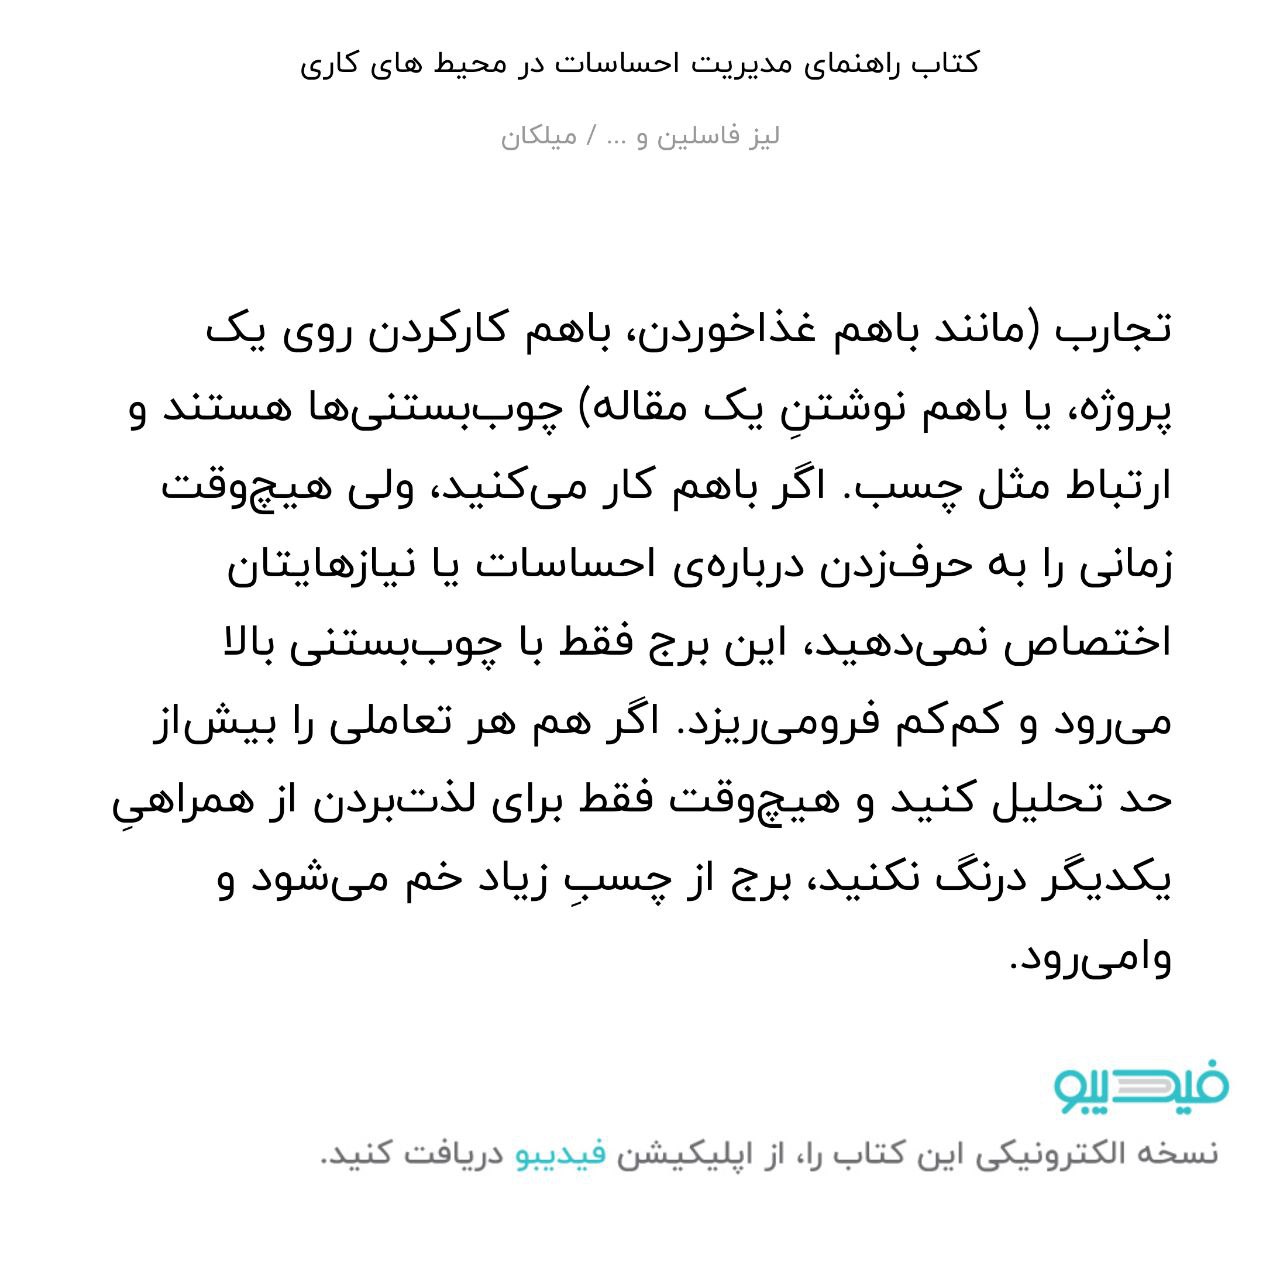 کتاب راهنمای مدیریت احساسات در محیط های کاری
لیز فاسلین و ... / میلکان
تجارب (مانند باهم غذاخوردن، باهم کارکردن روی یک
پروژه، یا باهم نوشتنِ یک مقاله) چوب‌بستنی‌ها هستند و
ارتباط مثل چسب. اگر باهم کار می‌کنید، ولی هیچ‌وقت
زمانی را به حرف‌زدن درباره‌ی احساسات یا نیازهایتان
اختصاص نمی‌دهید، این برج فقط با چوب‌بستنی بالا
می‌رود و کم‌کم فرومی‌ریزد. اگر هم هر تعاملی را بیش‌از
حد تحلیل کنید و هیچ‌وقت فقط برای لذت‌بردن از همراهیِ
یکدیگر درنگ نکنید، برج از چسبِ زیاد خم می‌شود و
وامی‌رود.
فیدیبو
نسخه الکترونیکی این کتاب را، از اپلیکیشن فیدیبو دریافت کنید.